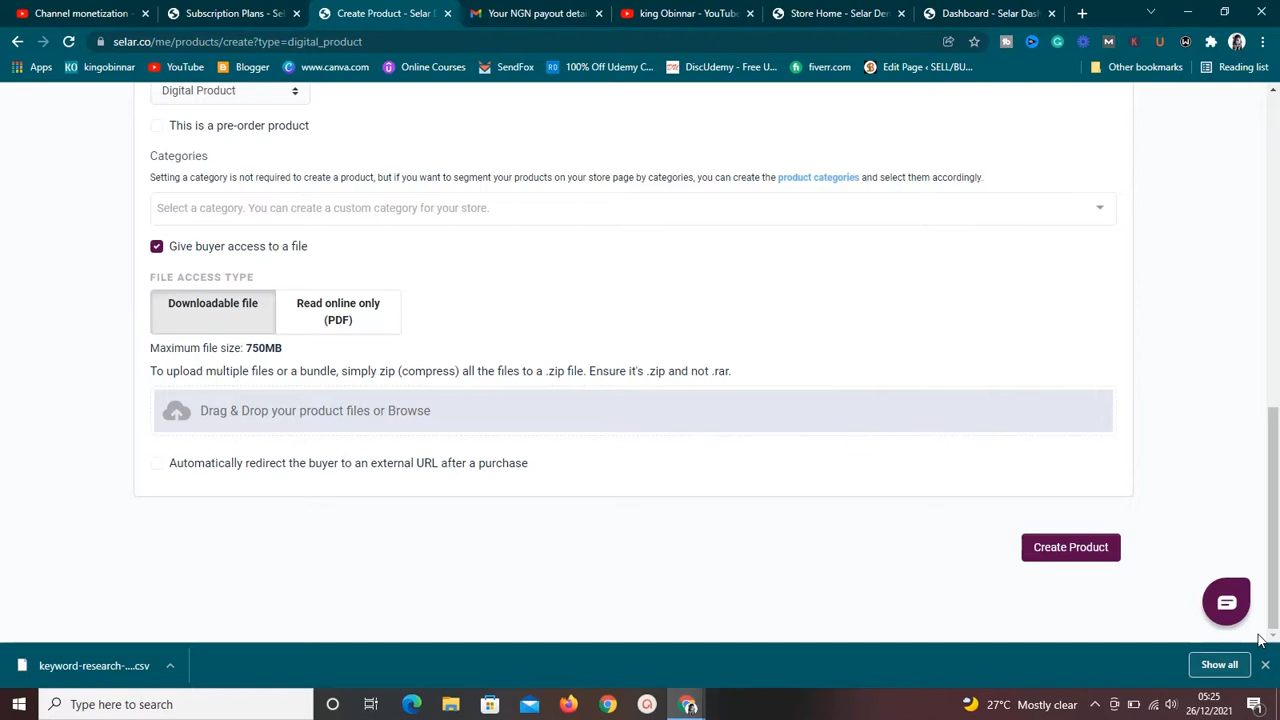 Channel monetization -
Subscription Plans - Se
Create Product - Selar D
Your NGN payout deta
king Obinnar - YouTube
Store Home - Selar Den
Dashboard - Selar Dash
selar.co/me/products/create?type=digital_product
Apps
kingobinnar
YouTube
Blogger
www.canva.com
Online Courses
SendFox
100% Off Udemy C...
DiscUdemy - Free U...
fiverr.com
Edit Page ‹ SELL/BU...
Other bookmarks
Reading list
Digital Product
This is a pre-order product
Categories
Setting a category is not required to create a product, but if you want to segment your products on your store page by categories, you can create the product categories and select them accordingly.
Select a category. You can create a custom category for your store.
Give buyer access to a file
FILE ACCESS TYPE
Downloadable file
Read online only
(PDF)
Maximum file size: 750MB
To upload multiple files or a bundle, simply zip (compress) all the files to a .zip file. Ensure it's .zip and not .rar.
Drag & Drop your product files or Browse
Automatically redirect the buyer to an external URL after a purchase
Create Product
keyword-research-....csv
Show all
Type here to search
27°C Mostly clear
05:25
26/12/2021